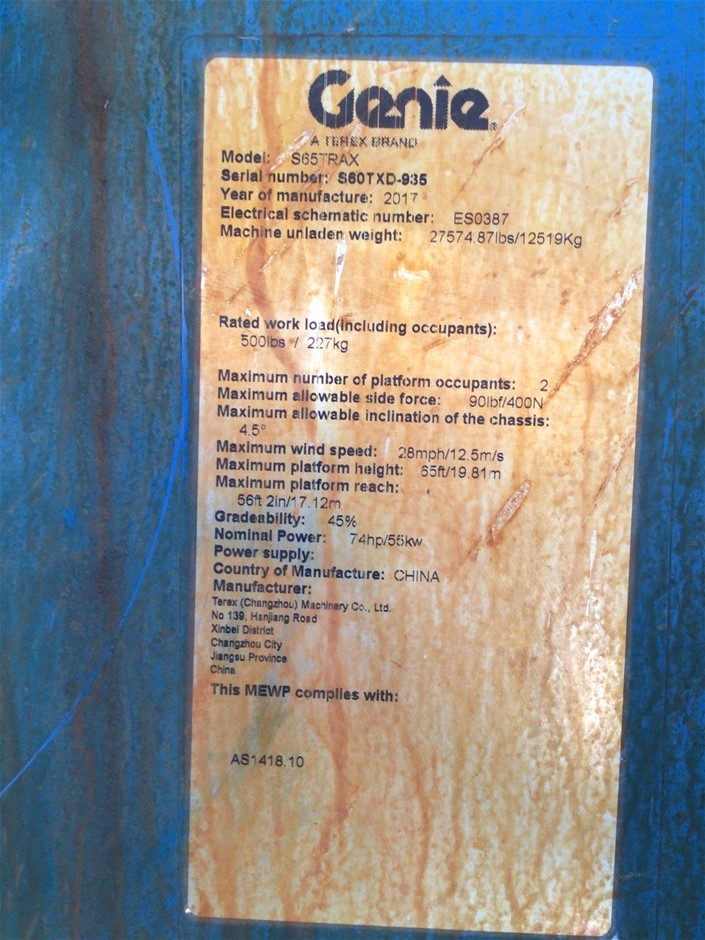 Genie
A TEREX BRAND
Model: S65TRAX
Serial number: S60TXD-935
Year of manufacture: 2017
Electrical schematic number: ES0387
Machine unladen weight: 27574.87lbs/12519Kg
Rated work load(including occupants):
500lbs / 227kg
Maximum number of platform occupants: 2
Maximum allowable side force: 90lbf/400N
Maximum allowable inclination of the chassis:
4.5°
Maximum wind speed: 28mph/12.5m/s
Maximum platform height: 65ft/19.81m
Maximum platform reach:
56ft 2in/17.12m
Gradeability: 45%
Nominal Power: 74hp/55kw
Power supply:
Country of Manufacture: CHINA
Manufacturer:
Terex (Changzhou) Machinery Co., Ltd.
No 139, Hanjiang Road
Xinbei District
Changzhou City
Jiangsu Province
China
This MEWP complies with:
AS1418.10